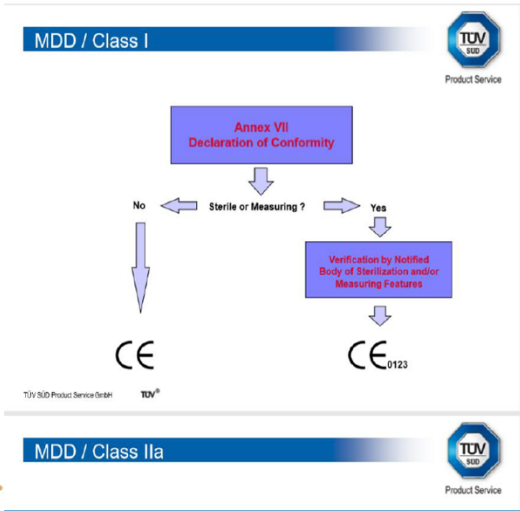 MDD / Class I
TÜV
SÜD
Product Service
Annex VII
Declaration of Conformity
No
Sterile or Measuring ?
Yes
Verification by Notified
Body of Sterilization and/or
Measuring Features
CE
CE 0123
TÜV SÜD Product Service GmbH
TÜV®
MDD / Class IIa
TÜV
SÜD
Product Service